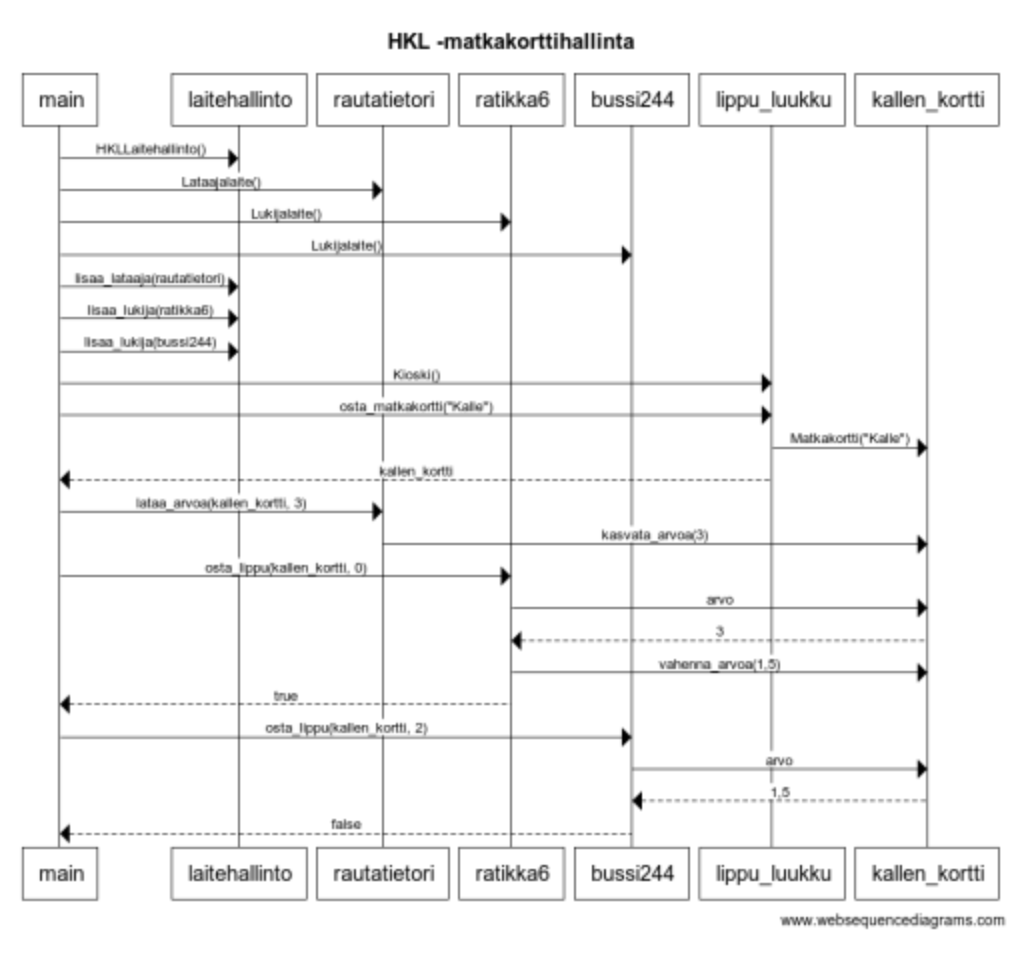 HKL -matkakorttihallinta
main laitehallinto rautatietori ratikka6 bussi244 lippu_luukku kallen_kortti
HKLLaitehallinto()
Lataajalaite()
Lukijalaite()
Lukijalaite()
lisaa_lataaja(rautatietori)
lisaa_lukija(ratikka6)
lisaa_lukija(bussi244)
Kioski()
osta_matkakortti("Kalle")
Matkakortti("Kalle")
kallen_kortti
lataa_arvoa(kallen_kortti, 3)
kasvata_arvoa(3)
osta_lippu(kallen_kortti, 0)
arvo
3
vahenna_arvoa(1,5)
true
osta_lippu(kallen_kortti, 2)
arvo
1,5
false
main laitehallinto rautatietori ratikka6 bussi244 lippu_luukku kallen_kortti
www.websequencediagrams.com